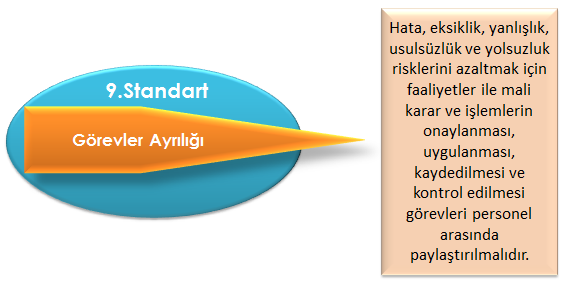 9.Standart
Görevler Ayrılığı
Hata, eksiklik, yanlışlık,
usulsüzlük ve yolsuzluk
risklerini azaltmak için
faaliyetler ile mali
karar ve işlemlerin
onaylanması,
uygulanması,
kaydedilmesi ve
kontrol edilmesi
görevleri personel
arasında
paylaştırılmalıdır.